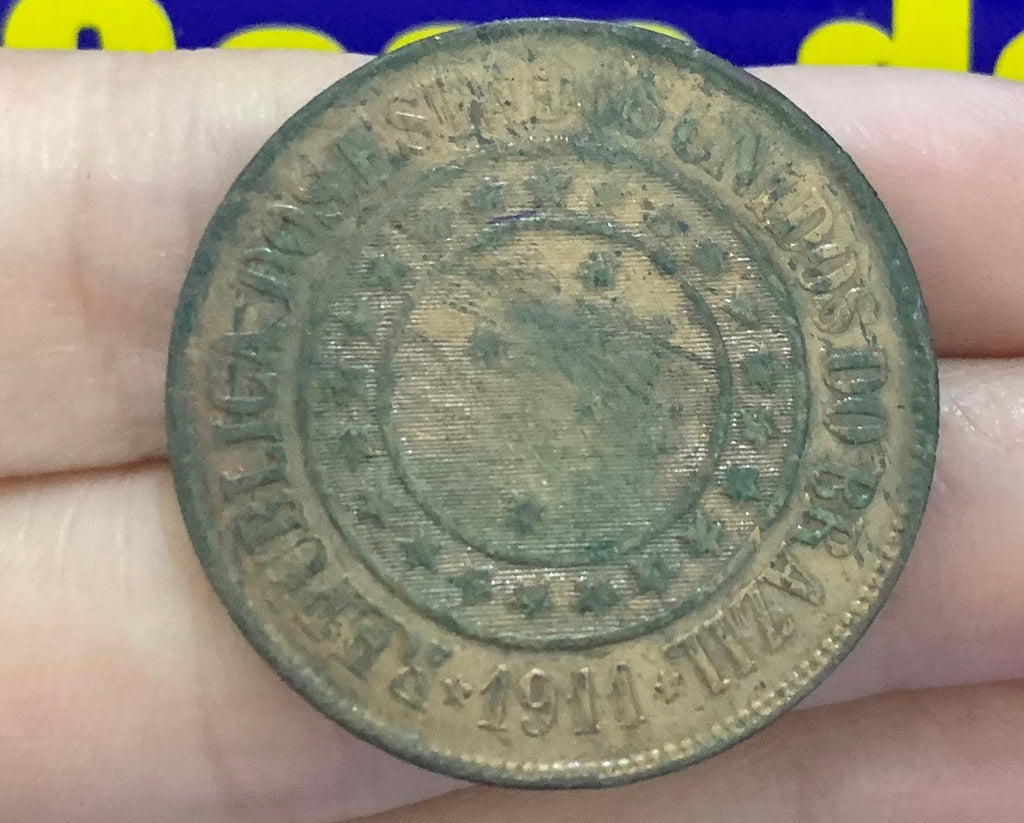 REPUBLICA DOS ESTADOS UNIDOS DO BRAZIL
* 1911 *